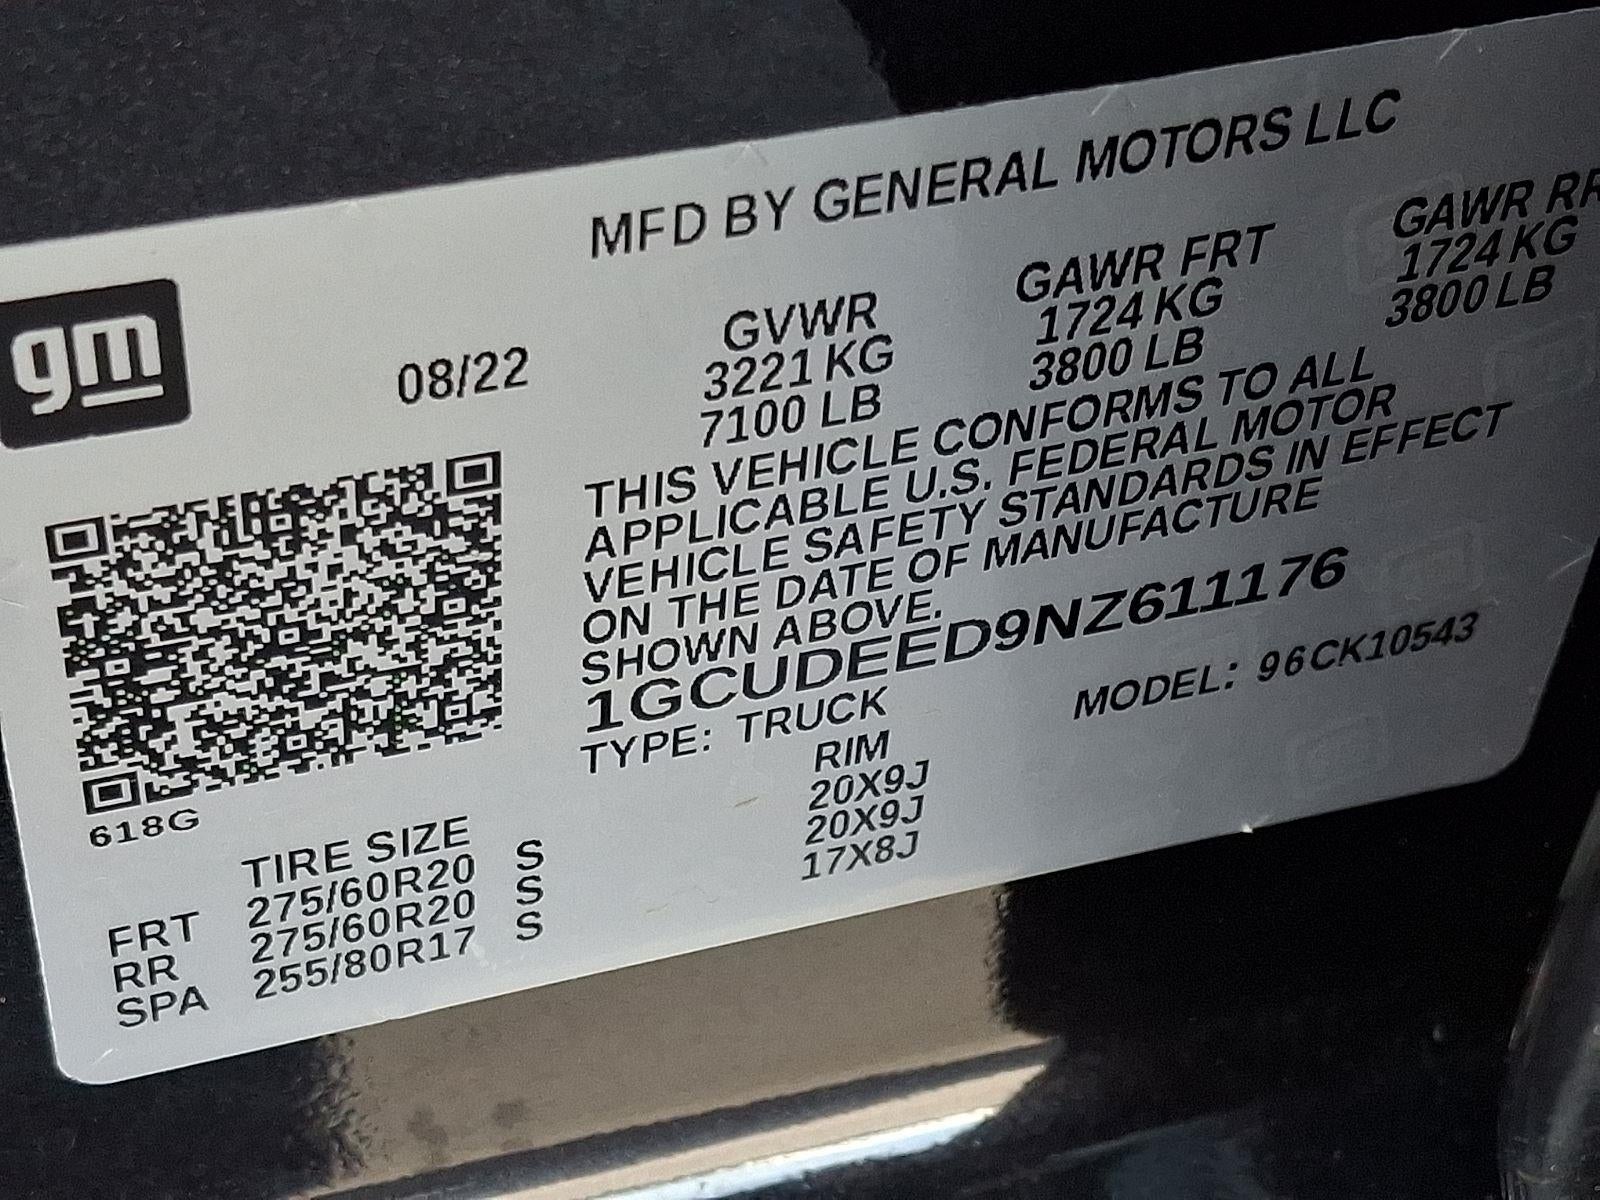 MFD BY GENERAL MOTORS LLC
gm
08/22
GVWR GAWR FRT GAWR RR
3221 KG 1724 KG 1724 KG
7100 LB 3800 LB 3800 LB
THIS VEHICLE CONFORMS TO ALL
APPLICABLE U.S. FEDERAL MOTOR
VEHICLE SAFETY STANDARDS IN EFFECT
ON THE DATE OF MANUFACTURE
SHOWN ABOVE.
1GCUDEED9NZ611176
TYPE: TRUCK MODEL: 96CK10543
618G
TIRE SIZE RIM
FRT 275/60R20 S 20X9J
RR 275/60R20 S 20X9J
SPA 255/80R17 S 17X8J